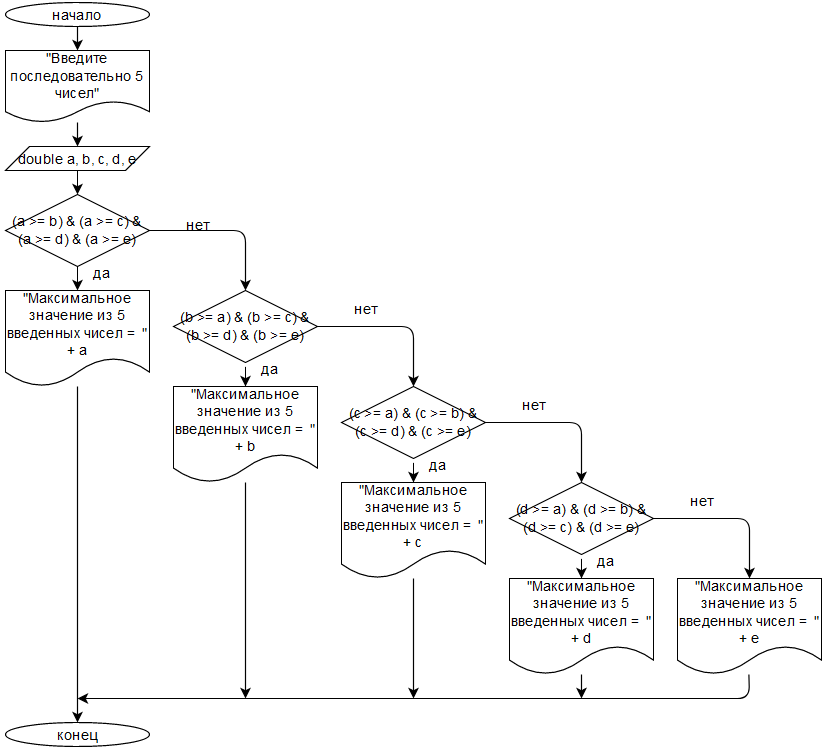 начало
"Введите
последовательно 5
чисел"
double a, b, c, d, e
(a >= b) & (a >= c) &
(a >= d) & (a >= e)
нет
да
"Максимальное
значение из 5
введенных чисел = "
+ a
(b >= a) & (b >= c) &
(b >= d) & (b >= e)
нет
да
"Максимальное
значение из 5
введенных чисел = "
+ b
(c >= a) & (c >= b) &
(c >= d) & (c >= e)
нет
да
"Максимальное
значение из 5
введенных чисел = "
+ c
(d >= a) & (d >= b) &
(d >= c) & (d >= e)
нет
да
"Максимальное
значение из 5
введенных чисел = "
+ d
"Максимальное
значение из 5
введенных чисел = "
+ e
конец